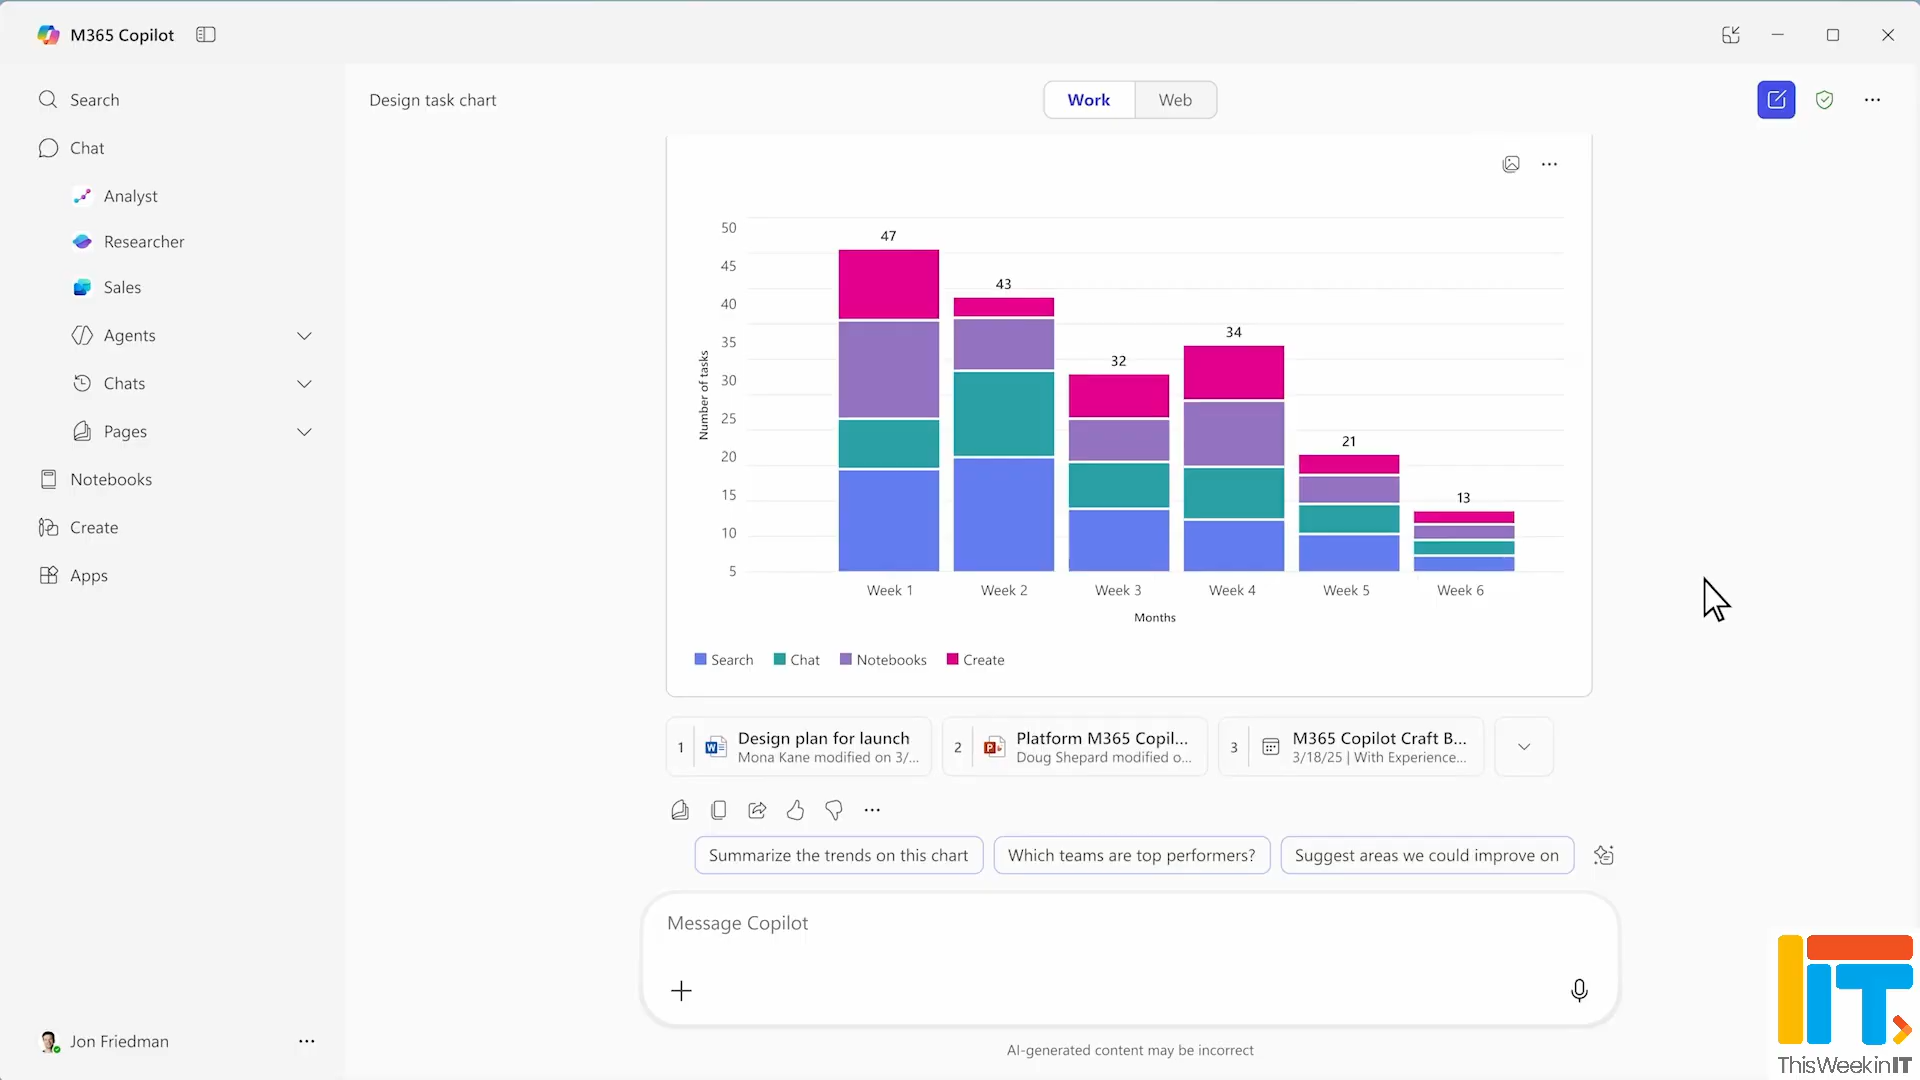 M365 Copilot
Search
Chat
Analyst
Researcher
Sales
Agents
Chats
Pages
Notebooks
Create
Apps
Jon Friedman
Design task chart
Work
Web
Number of tasks
50
45
40
35
30
25
20
15
10
5
47
43
32
34
21
13
Week 1
Week 2
Week 3
Week 4
Week 5
Week 6
Months
Search
Chat
Notebooks
Create
1
Design plan for launch
Mona Kane modified on 3/...
2
Platform M365 Copil...
Doug Shepard modified o...
3
M365 Copilot Craft B...
3/18/25 | With Experience...
Summarize the trends on this chart
Which teams are top performers?
Suggest areas we could improve on
Message Copilot
AI-generated content may be incorrect
IT
ThisWeekinIT